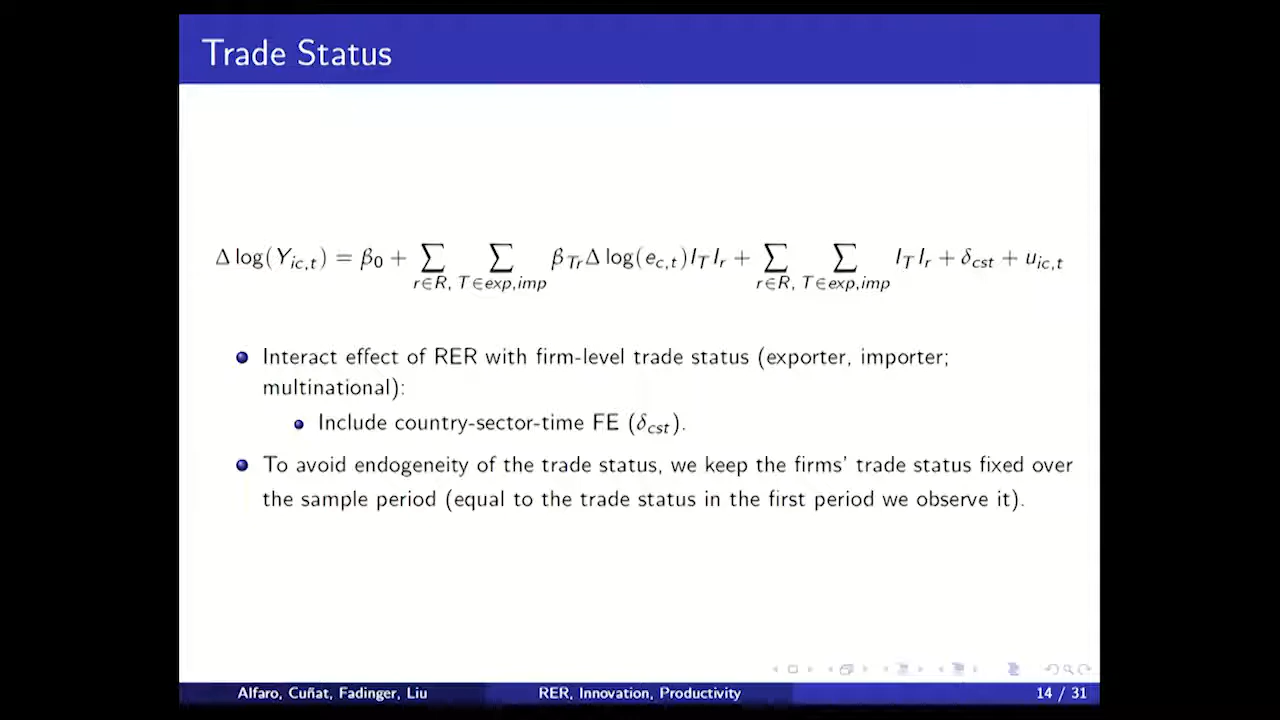 Trade Status
Δ log(Y_{ic,t}) = β_0 + ∑_{r∈R,} ∑_{T∈exp,imp} β_{Tr} Δ log(e_{c,t}) I_T I_r + ∑_{r∈R,} ∑_{T∈exp,imp} I_T I_r + δ_{cst} + u_{ic,t}
Interact effect of RER with firm-level trade status (exporter, importer;
multinational):
Include country-sector-time FE (δ_{cst}).
To avoid endogeneity of the trade status, we keep the firms' trade status fixed over
the sample period (equal to the trade status in the first period we observe it).
Alfaro, Cuñat, Fadinger, Liu
RER, Innovation, Productivity
14 / 31